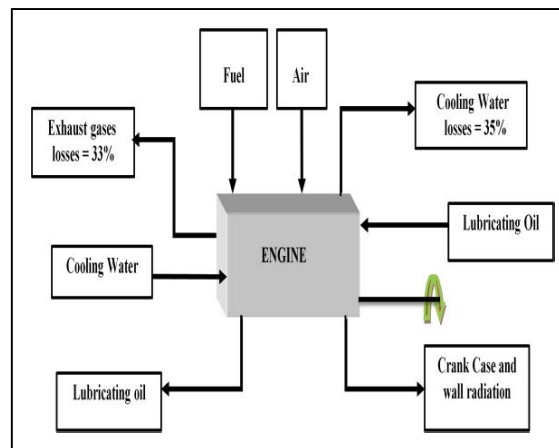 Fuel
Air
Cooling Water
losses = 35%
Exhaust gases
losses = 33%
Lubricating Oil
ENGINE
Cooling Water
Lubricating oil
Crank Case and
wall radiation